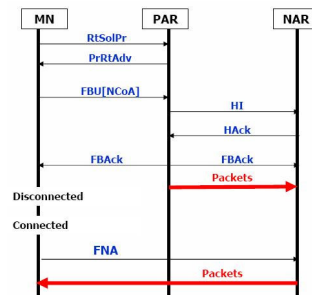 MN PAR NAR
RtSolPr
PrRtAdv
FBU[NCoA]
HI
HAck
FBAck FBAck
Packets
Disconnected
Connected
FNA
Packets